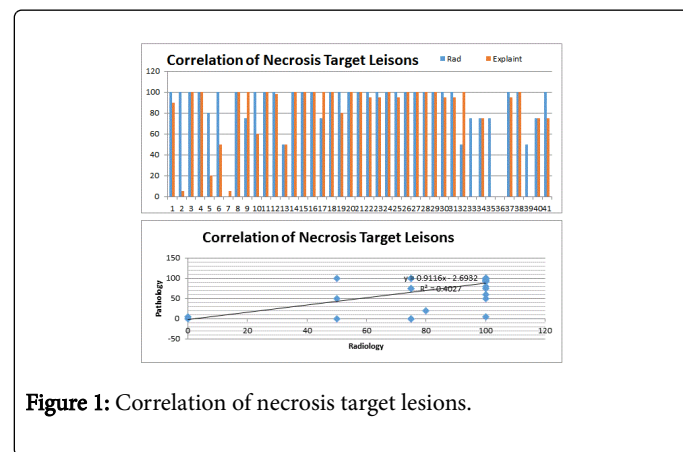 Correlation of Necrosis Target Leisons
Rad Explaint
120
100
80
60
40
20
0
1 2 3 4 5 6 7 8 9 10 11 12 13 14 15 16 17 18 19 20 21 22 23 24 25 26 27 28 29 30 31 32 33 34 35 36 37 38 39 40 41
Correlation of Necrosis Target Leisons
150
100
50
0
-50
Pathology
y = 0.9116x - 2.6932
R² = 0.4027
0 20 40 60 80 100 120
Radiology
Figure 1: Correlation of necrosis target lesions.